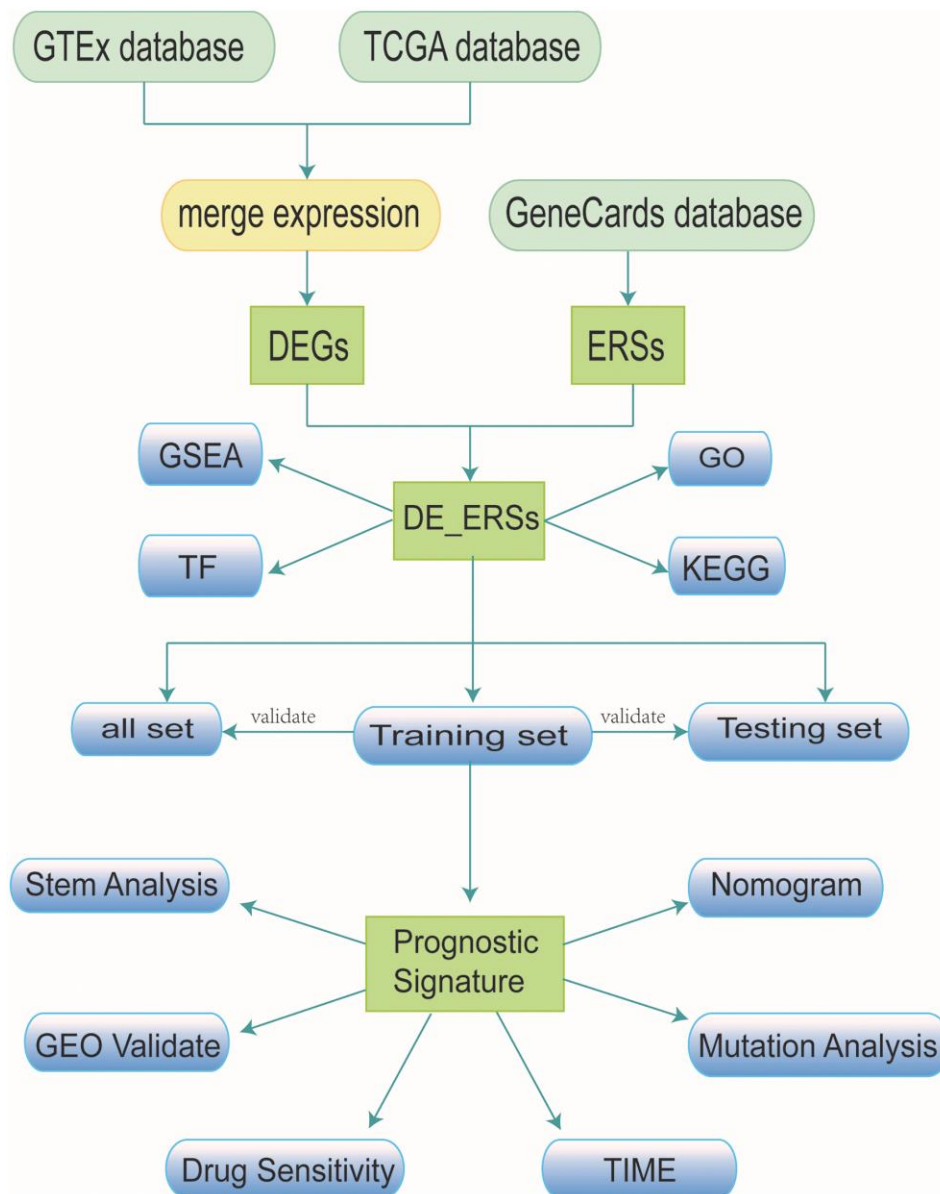 GTEx database
TCGA database
merge expression
GeneCards database
DEGs
ERSs
GSEA
GO
DE_ERSs
TF
KEGG
all set
validate
Training set
validate
Testing set
Stem Analysis
Nomogram
Prognostic
Signature
GEO Validate
Mutation Analysis
Drug Sensitivity
TIME